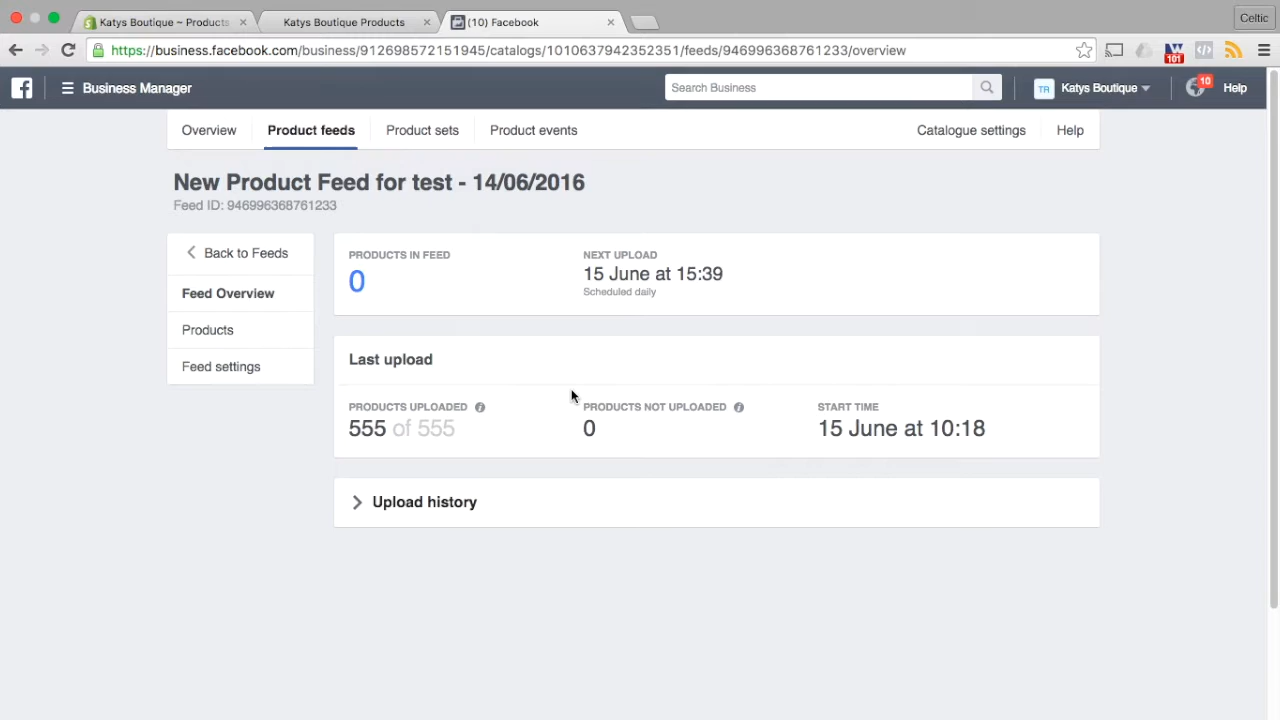 Katys Boutique ~ Products
Katys Boutique Products
(10) Facebook
Celtic
https://business.facebook.com/business/912698572151945/catalogs/1010637942352351/feeds/946996368761233/overview
101
Business Manager
Search Business
TR
Katys Boutique
10
Help
Overview
Product feeds
Product sets
Product events
Catalogue settings
Help
New Product Feed for test - 14/06/2016
Feed ID: 946996368761233
Back to Feeds
Feed Overview
Products
Feed settings
PRODUCTS IN FEED
0
NEXT UPLOAD
15 June at 15:39
Scheduled daily
Last upload
PRODUCTS UPLOADED
555 of 555
PRODUCTS NOT UPLOADED
0
START TIME
15 June at 10:18
Upload history